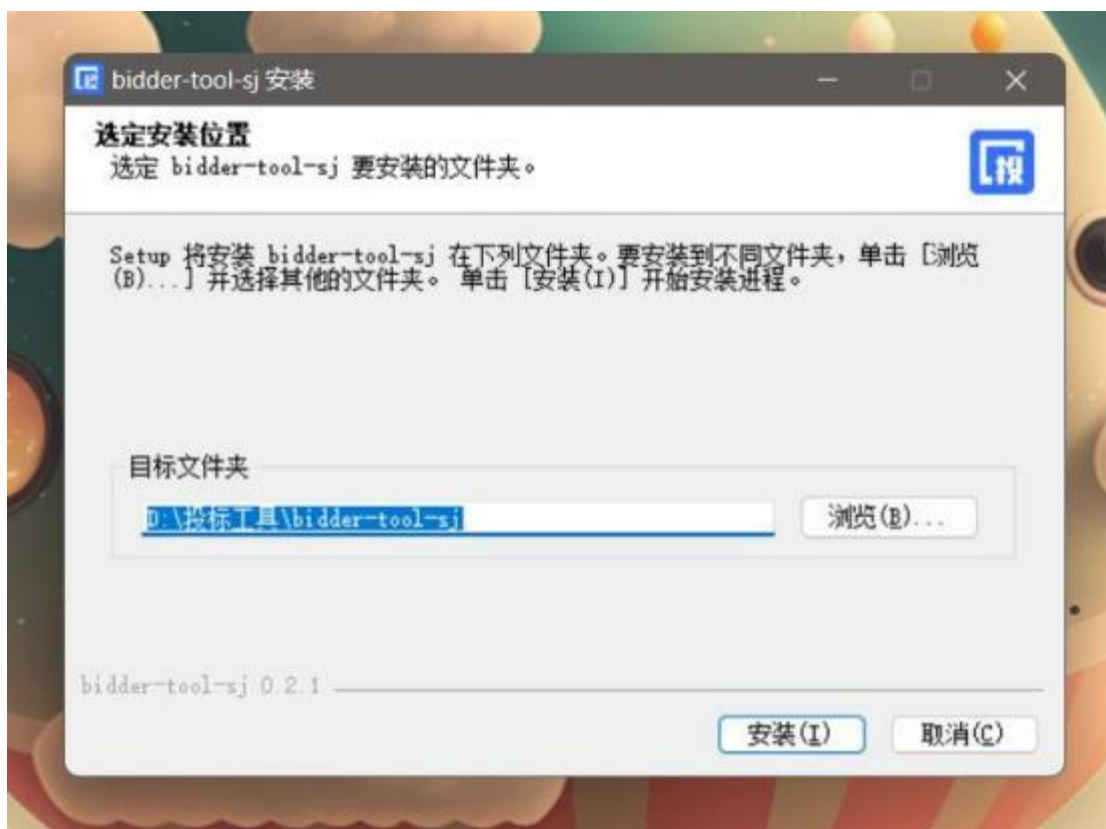 bidder-tool-sj 安装
选定安装位置
选定 bidder-tool-sj 要安装的文件夹。
投
Setup 将安装 bidder-tool-sj 在下列文件夹。要安装到不同文件夹，单击 [浏览
(B)...] 并选择其他的文件夹。 单击 [安装(I)] 开始安装进程。
目标文件夹
D:\投标工具\bidder-tool-sj
浏览(B)...
bidder-tool-sj 0.2.1
安装(I)
取消(C)